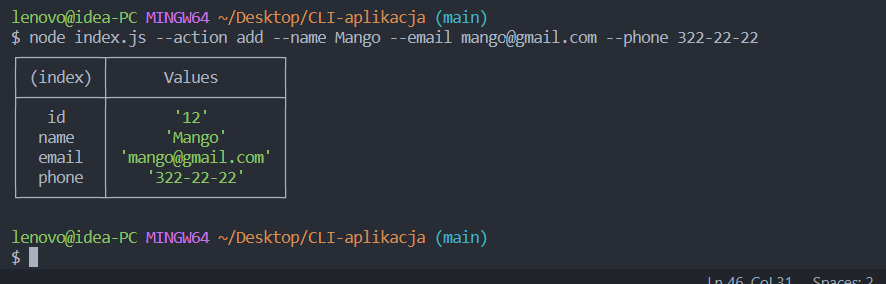 lenovo@idea-PC MINGW64 ~/Desktop/CLI-aplikacja (main)
$ node index.js --action add --name Mango --email mango@gmail.com --phone 322-22-22
(index) Values
id '12'
name 'Mango'
email 'mango@gmail.com'
phone '322-22-22'
lenovo@idea-PC MINGW64 ~/Desktop/CLI-aplikacja (main)
$
Ln 46, Col 31 Spaces: 2